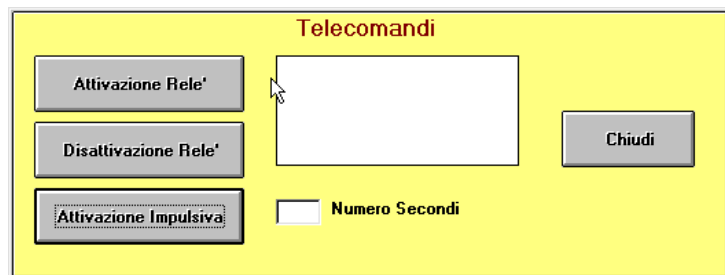 Telecomandi
Attivazione Rele'
Disattivazione Rele'
Chiudi
Attivazione Impulsiva
Numero Secondi